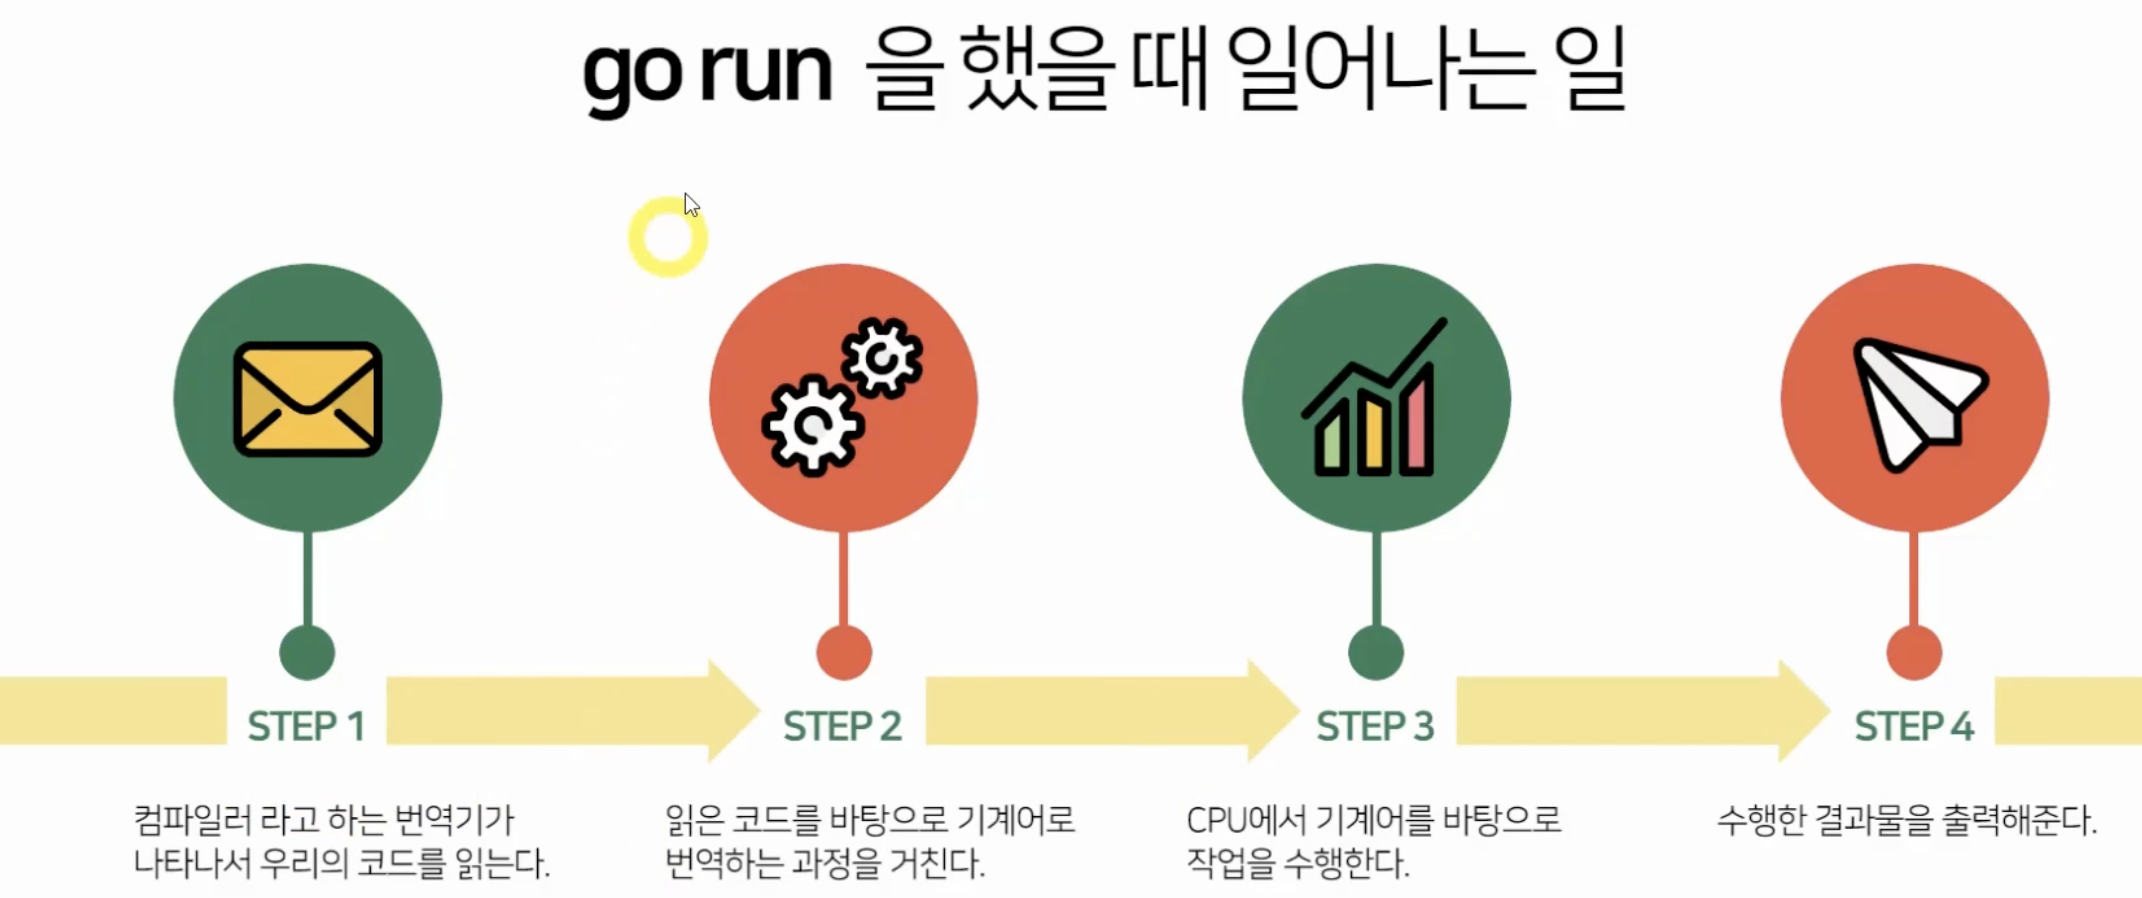 go run 을 했을 때 일어나는 일
STEP 1
STEP 2
STEP 3
STEP 4
컴파일러 라고 하는 번역기가
나타나서 우리의 코드를 읽는다.
읽은 코드를 바탕으로 기계어로
번역하는 과정을 거친다.
CPU에서 기계어를 바탕으로
작업을 수행한다.
수행한 결과물을 출력해준다.